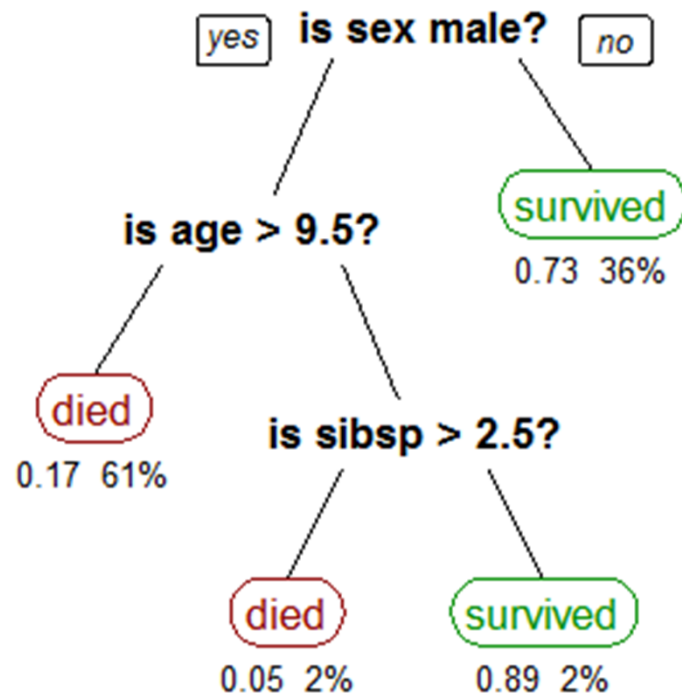 yes is sex male? no
survived
is age > 9.5?
0.73 36%
died
is sibsp > 2.5?
0.17 61%
died survived
0.05 2% 0.89 2%